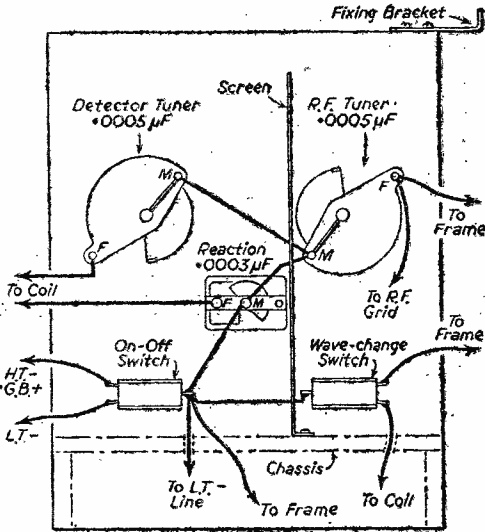 Fixing Bracket
Screen
Detector Tuner
·0005 µF
R.F. Tuner·
·0005 µF
M
F
F
M
To
Frame
Reaction
·0003 µF
To Coil
F
M
To R.F.
Grid
On-Off
Switch
Wave-change
Switch
To
Frame
H.T.-
G.B.+
L.T.-
Chassis
To L.T.-
Line
To Frame
To Coil